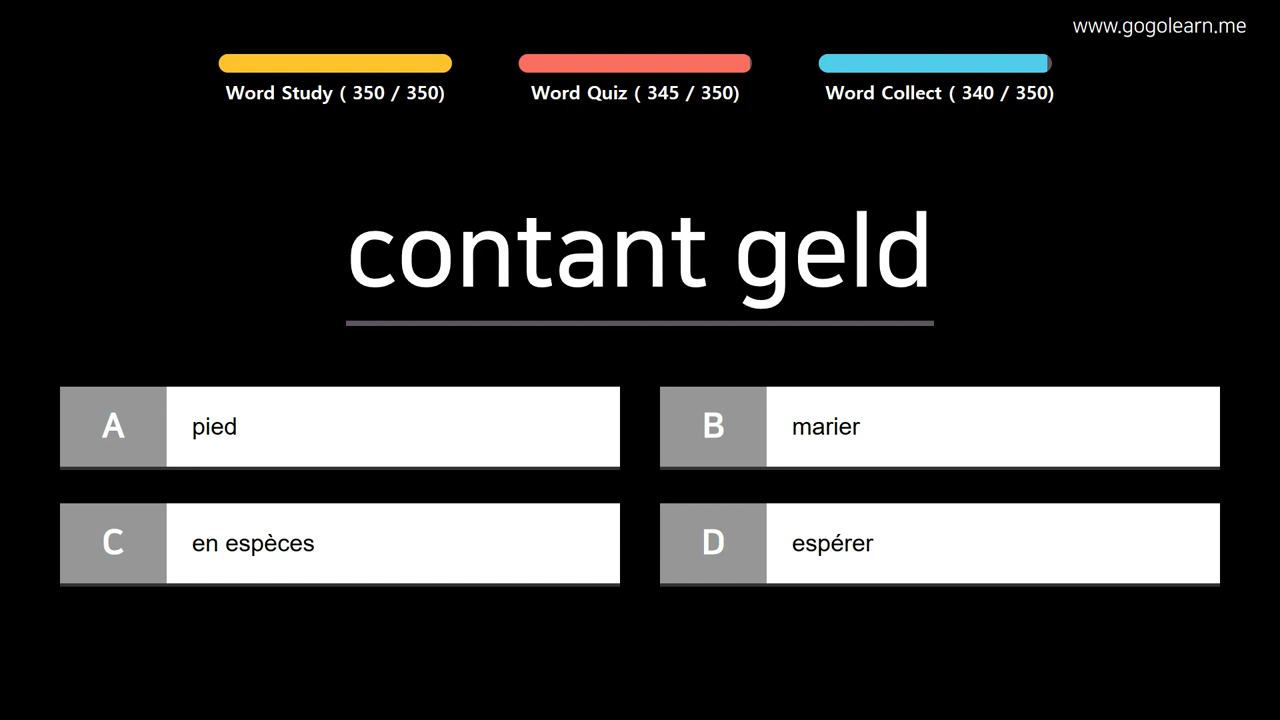 www.gogolearn.me
Word Study ( 350 / 350)
Word Quiz ( 345 / 350)
Word Collect ( 340 / 350)
contant geld
A pied
B marier
C en espèces
D espérer